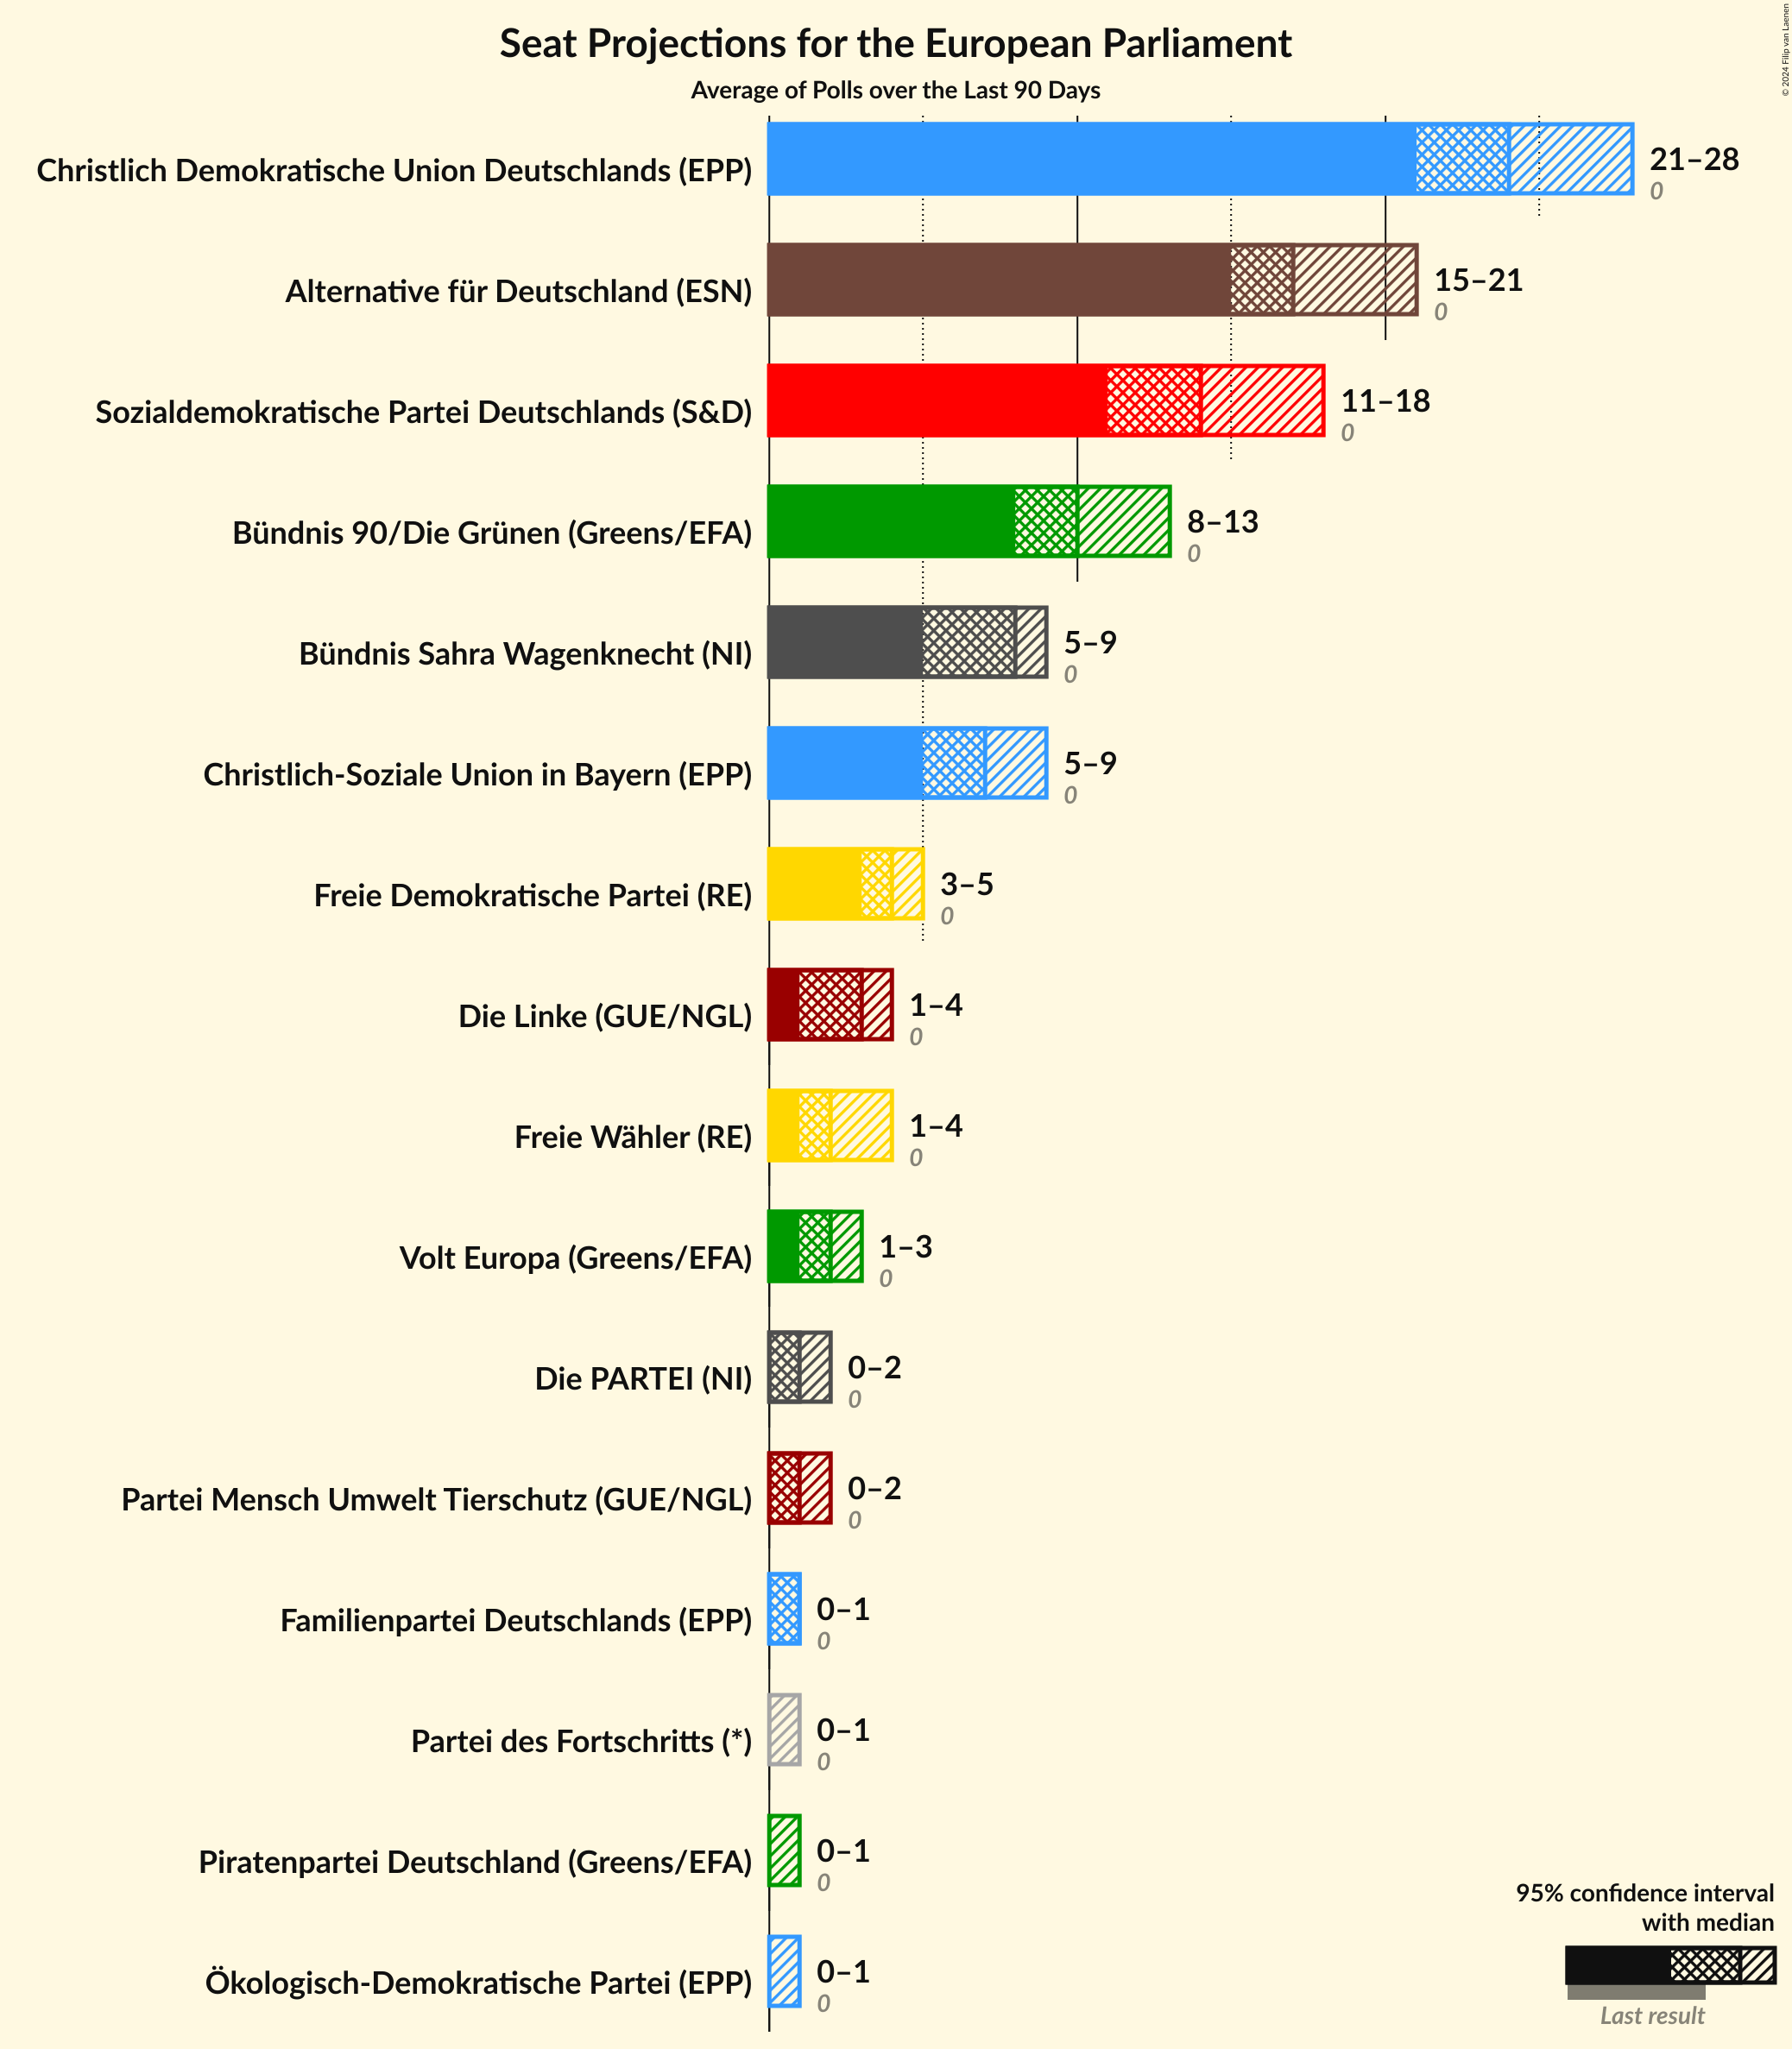 Seat Projections for the European Parliament
Average of Polls over the Last 90 Days
© 2024 Filip van Laenen
Christlich Demokratische Union Deutschlands (EPP)
21–28
0
Alternative für Deutschland (ESN)
15–21
0
Sozialdemokratische Partei Deutschlands (S&D)
11–18
0
Bündnis 90/Die Grünen (Greens/EFA)
8–13
0
Bündnis Sahra Wagenknecht (NI)
5–9
0
Christlich-Soziale Union in Bayern (EPP)
5–9
0
Freie Demokratische Partei (RE)
3–5
0
Die Linke (GUE/NGL)
1–4
0
Freie Wähler (RE)
1–4
0
Volt Europa (Greens/EFA)
1–3
0
Die PARTEI (NI)
0–2
0
Partei Mensch Umwelt Tierschutz (GUE/NGL)
0–2
0
Familienpartei Deutschlands (EPP)
0–1
0
Partei des Fortschritts (*)
0–1
0
Piratenpartei Deutschland (Greens/EFA)
0–1
0
Ökologisch-Demokratische Partei (EPP)
0–1
0
95% confidence interval
with median
Last result